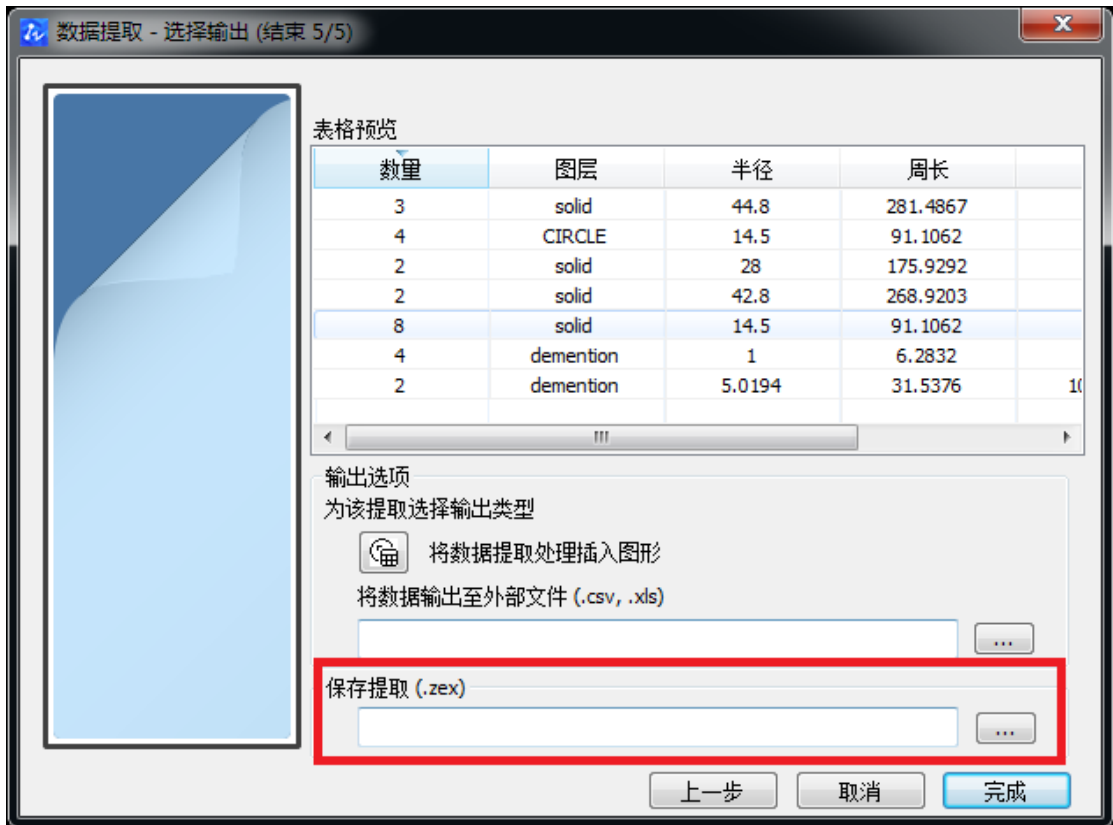 数据提取 - 选择输出 (结束 5/5)
表格预览
数量 图层 半径 周长
3 solid 44.8 281.4867
4 CIRCLE 14.5 91.1062
2 solid 28 175.9292
2 solid 42.8 268.9203
8 solid 14.5 91.1062
4 demention 1 6.2832
2 demention 5.0194 31.5376
输出选项
为该提取选择输出类型
将数据提取处理插入图形
将数据输出至外部文件 (.csv, .xls)
...
保存提取 (.zex)
...
上一步 取消 完成